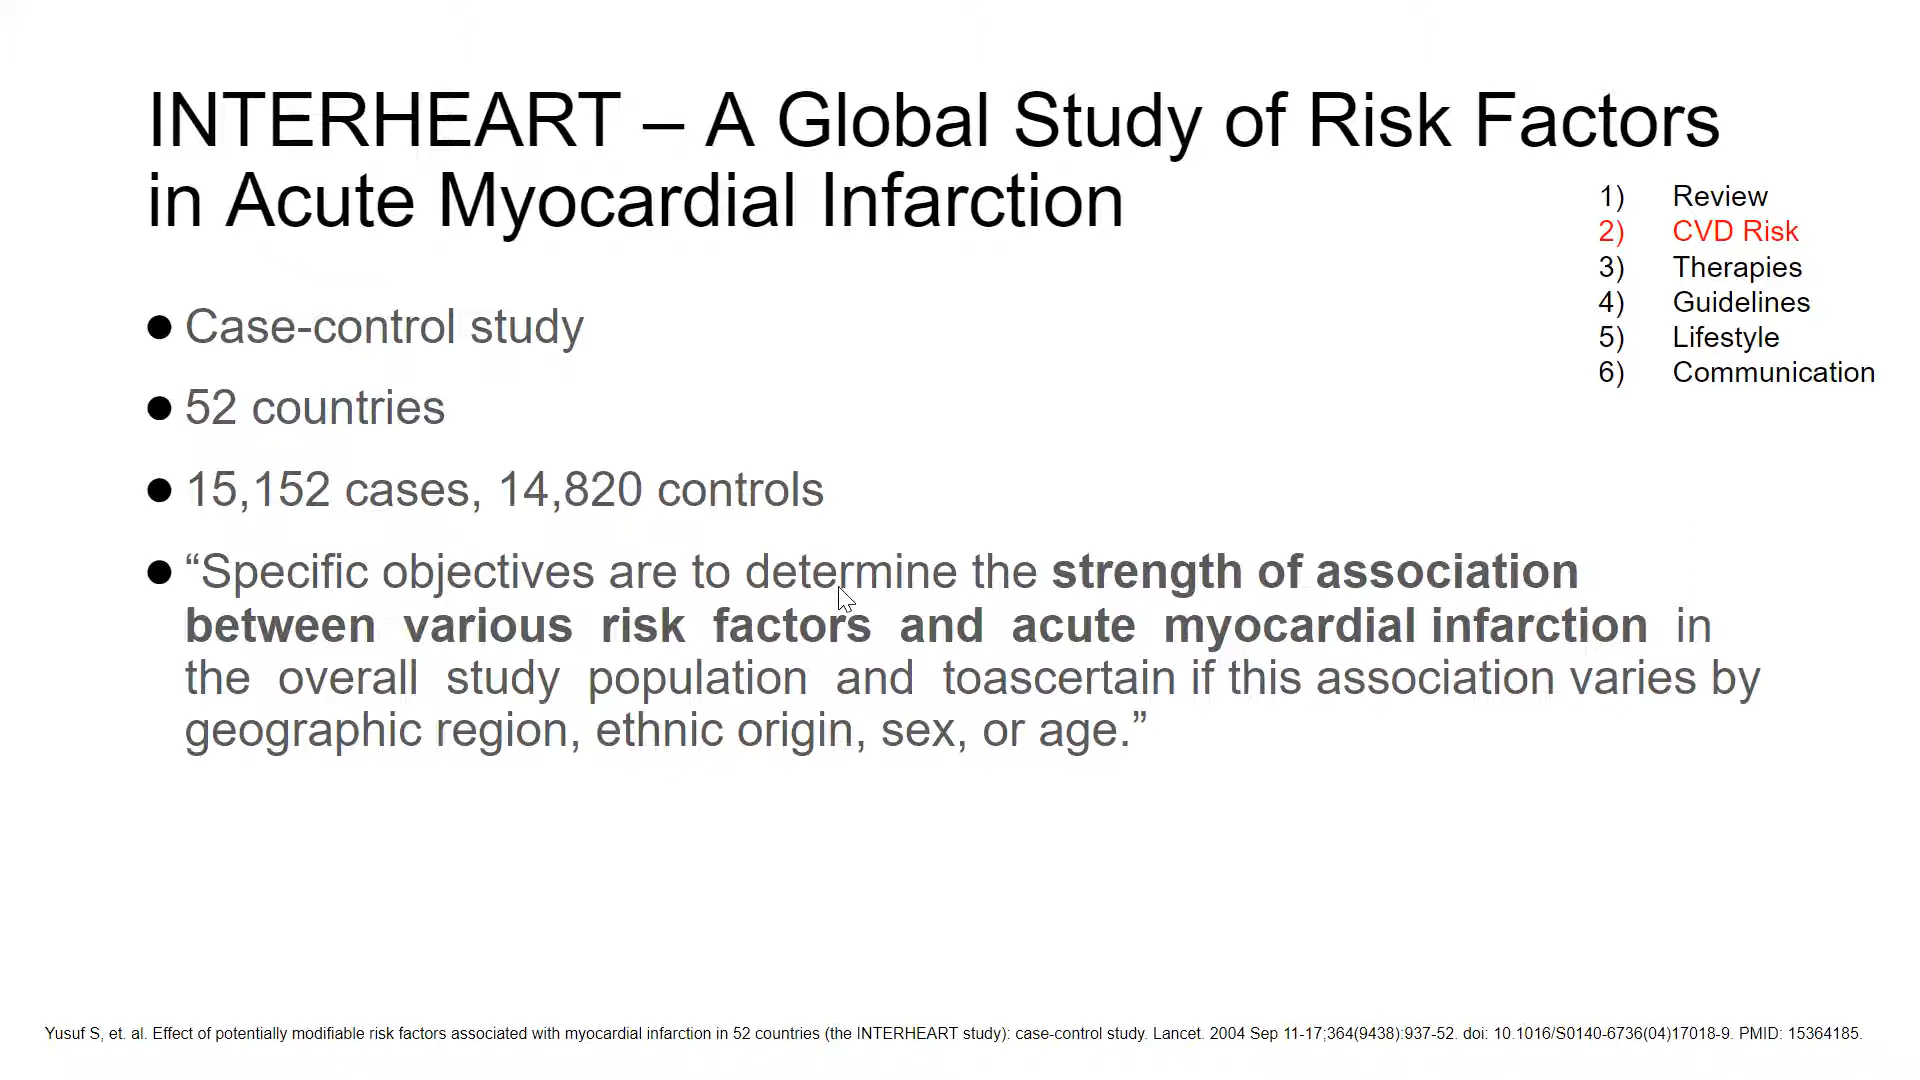 INTERHEART – A Global Study of Risk Factors
in Acute Myocardial Infarction
1) Review
2) CVD Risk
3) Therapies
4) Guidelines
5) Lifestyle
6) Communication
● Case-control study
● 52 countries
● 15,152 cases, 14,820 controls
● “Specific objectives are to determine the strength of association
between various risk factors and acute myocardial infarction in
the overall study population and toascertain if this association varies by
geographic region, ethnic origin, sex, or age.”
Yusuf S, et. al. Effect of potentially modifiable risk factors associated with myocardial infarction in 52 countries (the INTERHEART study): case-control study. Lancet. 2004 Sep 11-17;364(9438):937-52. doi: 10.1016/S0140-6736(04)17018-9. PMID: 15364185.